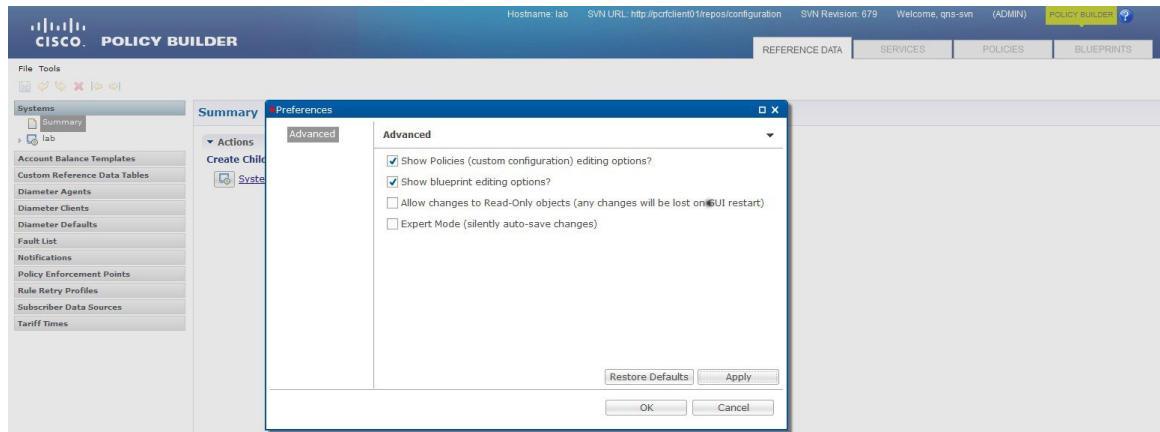 Hostname: lab SVN URL: http://pcrfclient01/repos/configuration SVN Revision: 679 Welcome, qns-svn (ADMIN) POLICY BUILDER ?
CISCO. POLICY BUILDER
REFERENCE DATA SERVICES POLICIES BLUEPRINTS
File Tools
Systems
Summary
lab
Account Balance Templates
Custom Reference Data Tables
Diameter Agents
Diameter Clients
Diameter Defaults
Fault List
Notifications
Policy Enforcement Points
Rule Retry Profiles
Subscriber Data Sources
Tariff Times
Summary
Actions
Create Child
Syste
Preferences
Advanced
Advanced
Show Policies (custom configuration) editing options?
Show blueprint editing options?
Allow changes to Read-Only objects (any changes will be lost on GUI restart)
Expert Mode (silently auto-save changes)
Restore Defaults Apply
OK Cancel